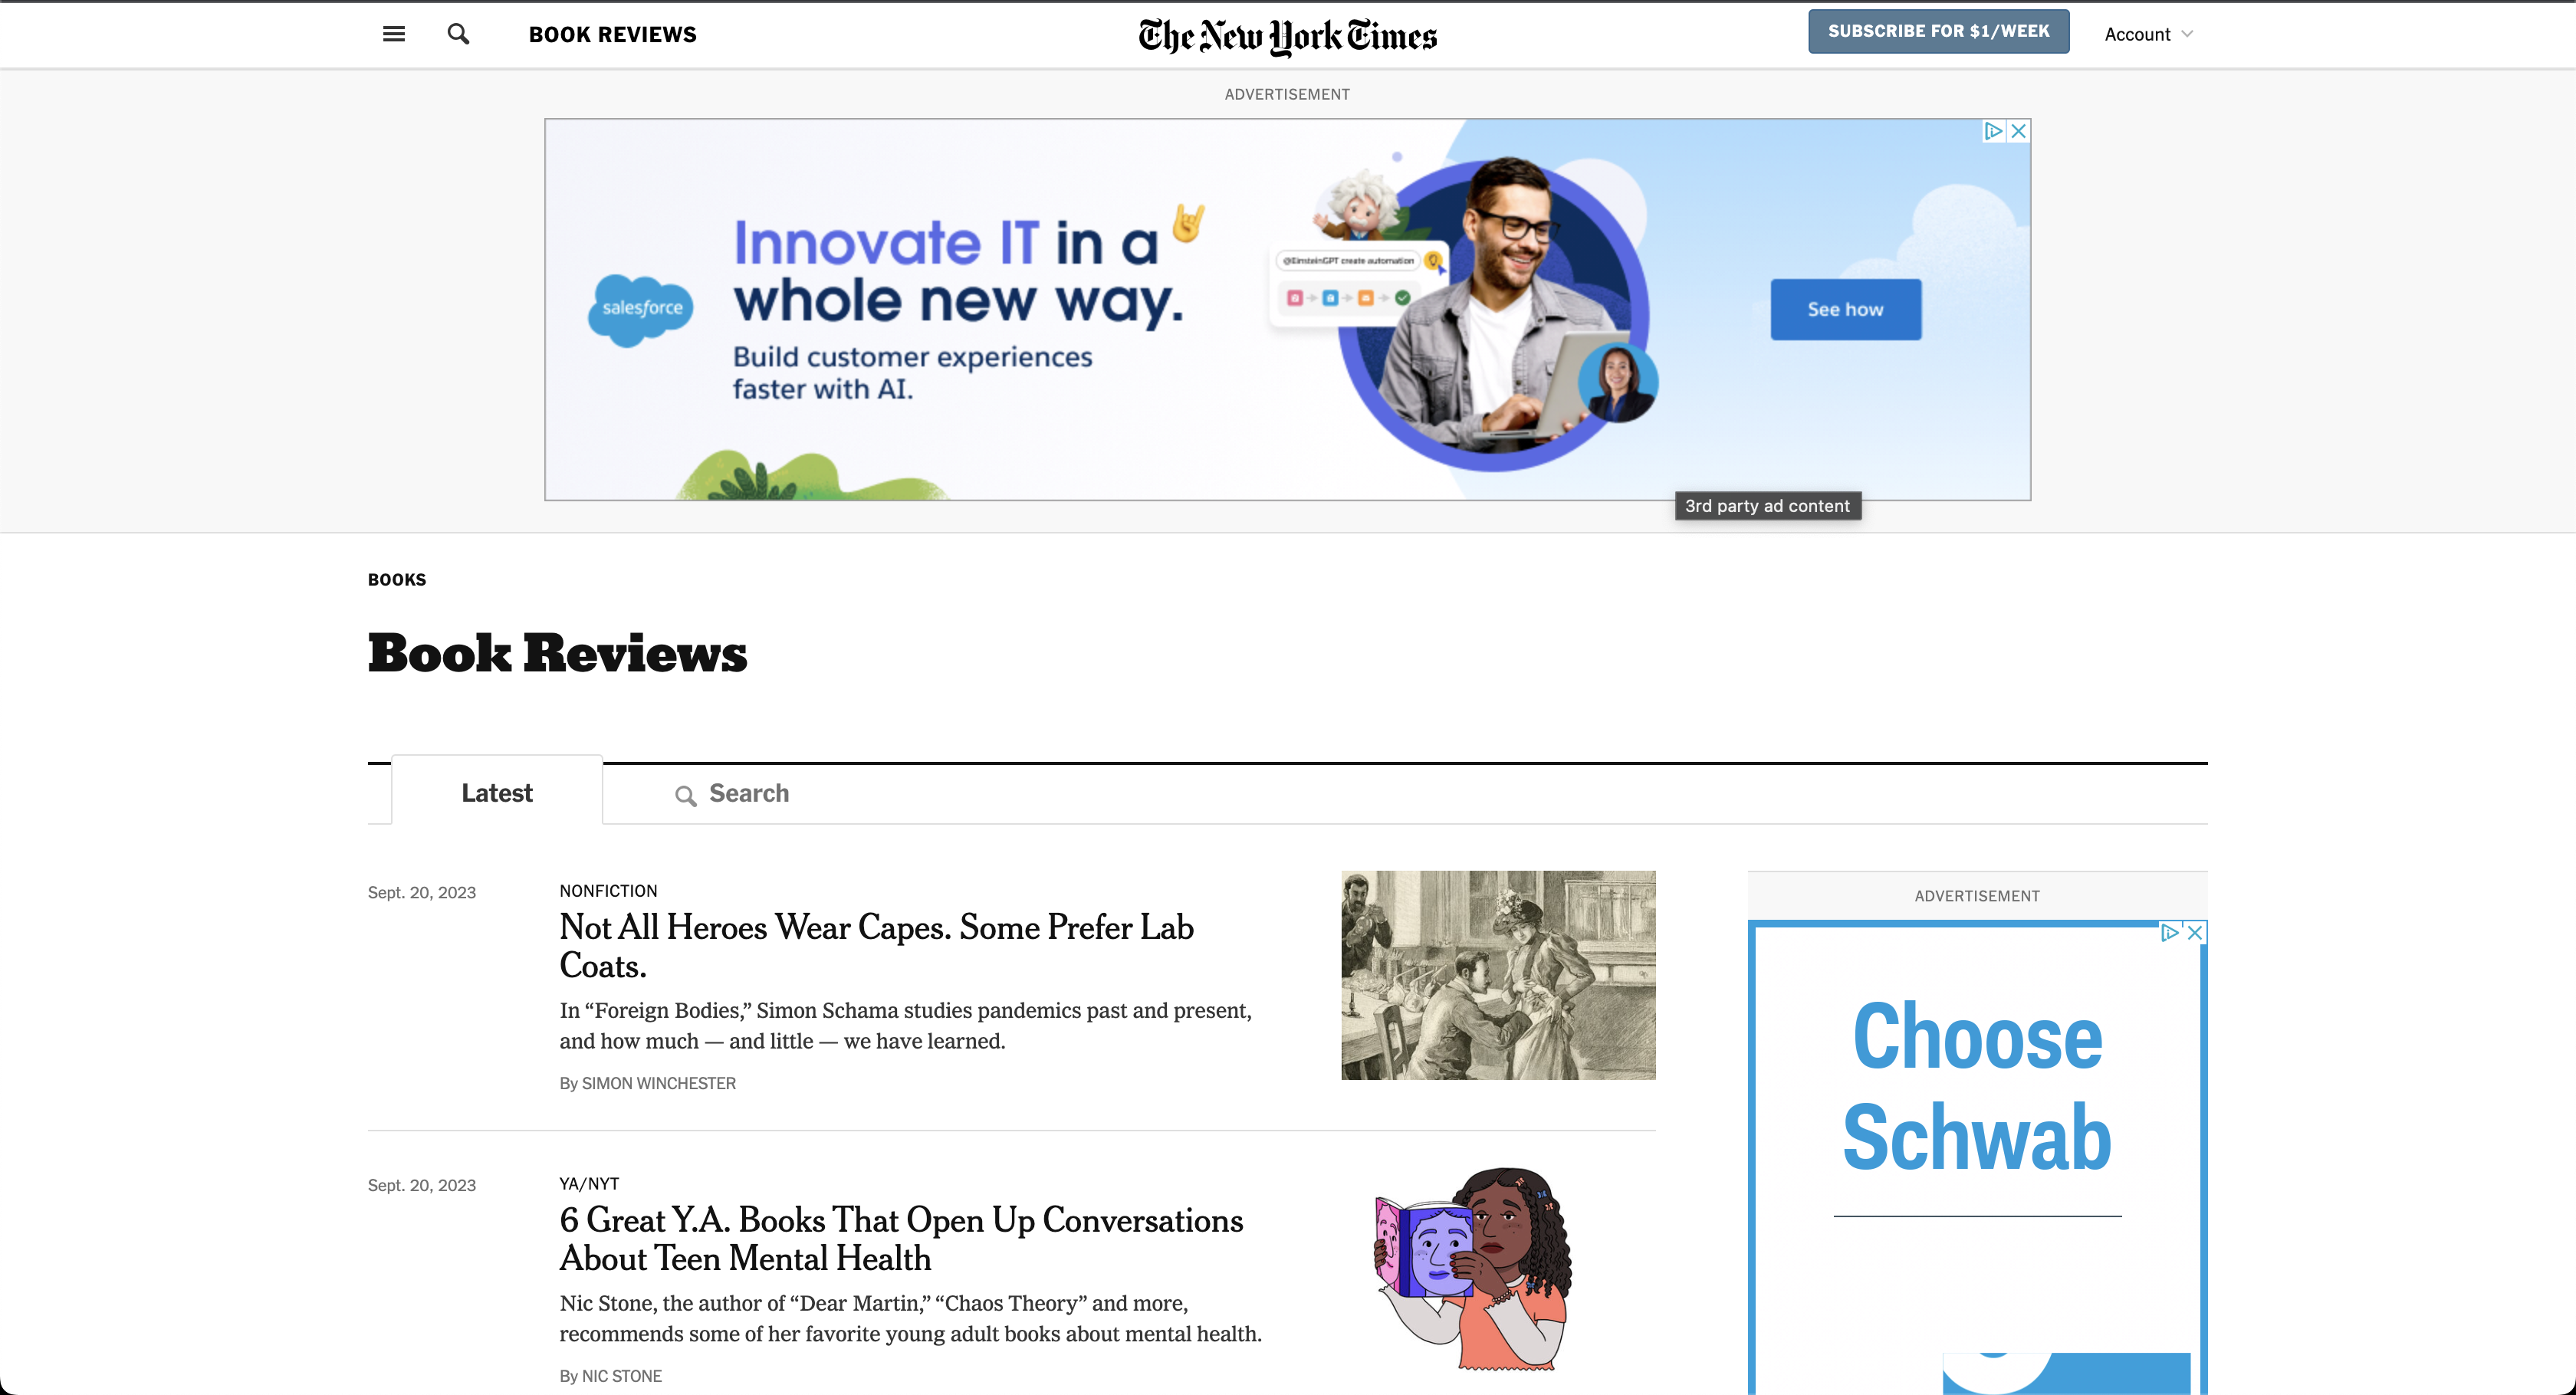 BOOK REVIEWS
The New York Times
SUBSCRIBE FOR $1/WEEK
Account
ADVERTISEMENT
salesforce
Innovate IT in a 🤘
whole new way.
Build customer experiences
faster with AI.
@EinsteinGPT create automation
See how
3rd party ad content
BOOKS
Book Reviews
Latest
Search
Sept. 20, 2023
NONFICTION
Not All Heroes Wear Capes. Some Prefer Lab
Coats.
In “Foreign Bodies,” Simon Schama studies pandemics past and present,
and how much — and little — we have learned.
By SIMON WINCHESTER
ADVERTISEMENT
Choose
Schwab
Sept. 20, 2023
YA/NYT
6 Great Y.A. Books That Open Up Conversations
About Teen Mental Health
Nic Stone, the author of “Dear Martin,” “Chaos Theory” and more,
recommends some of her favorite young adult books about mental health.
By NIC STONE